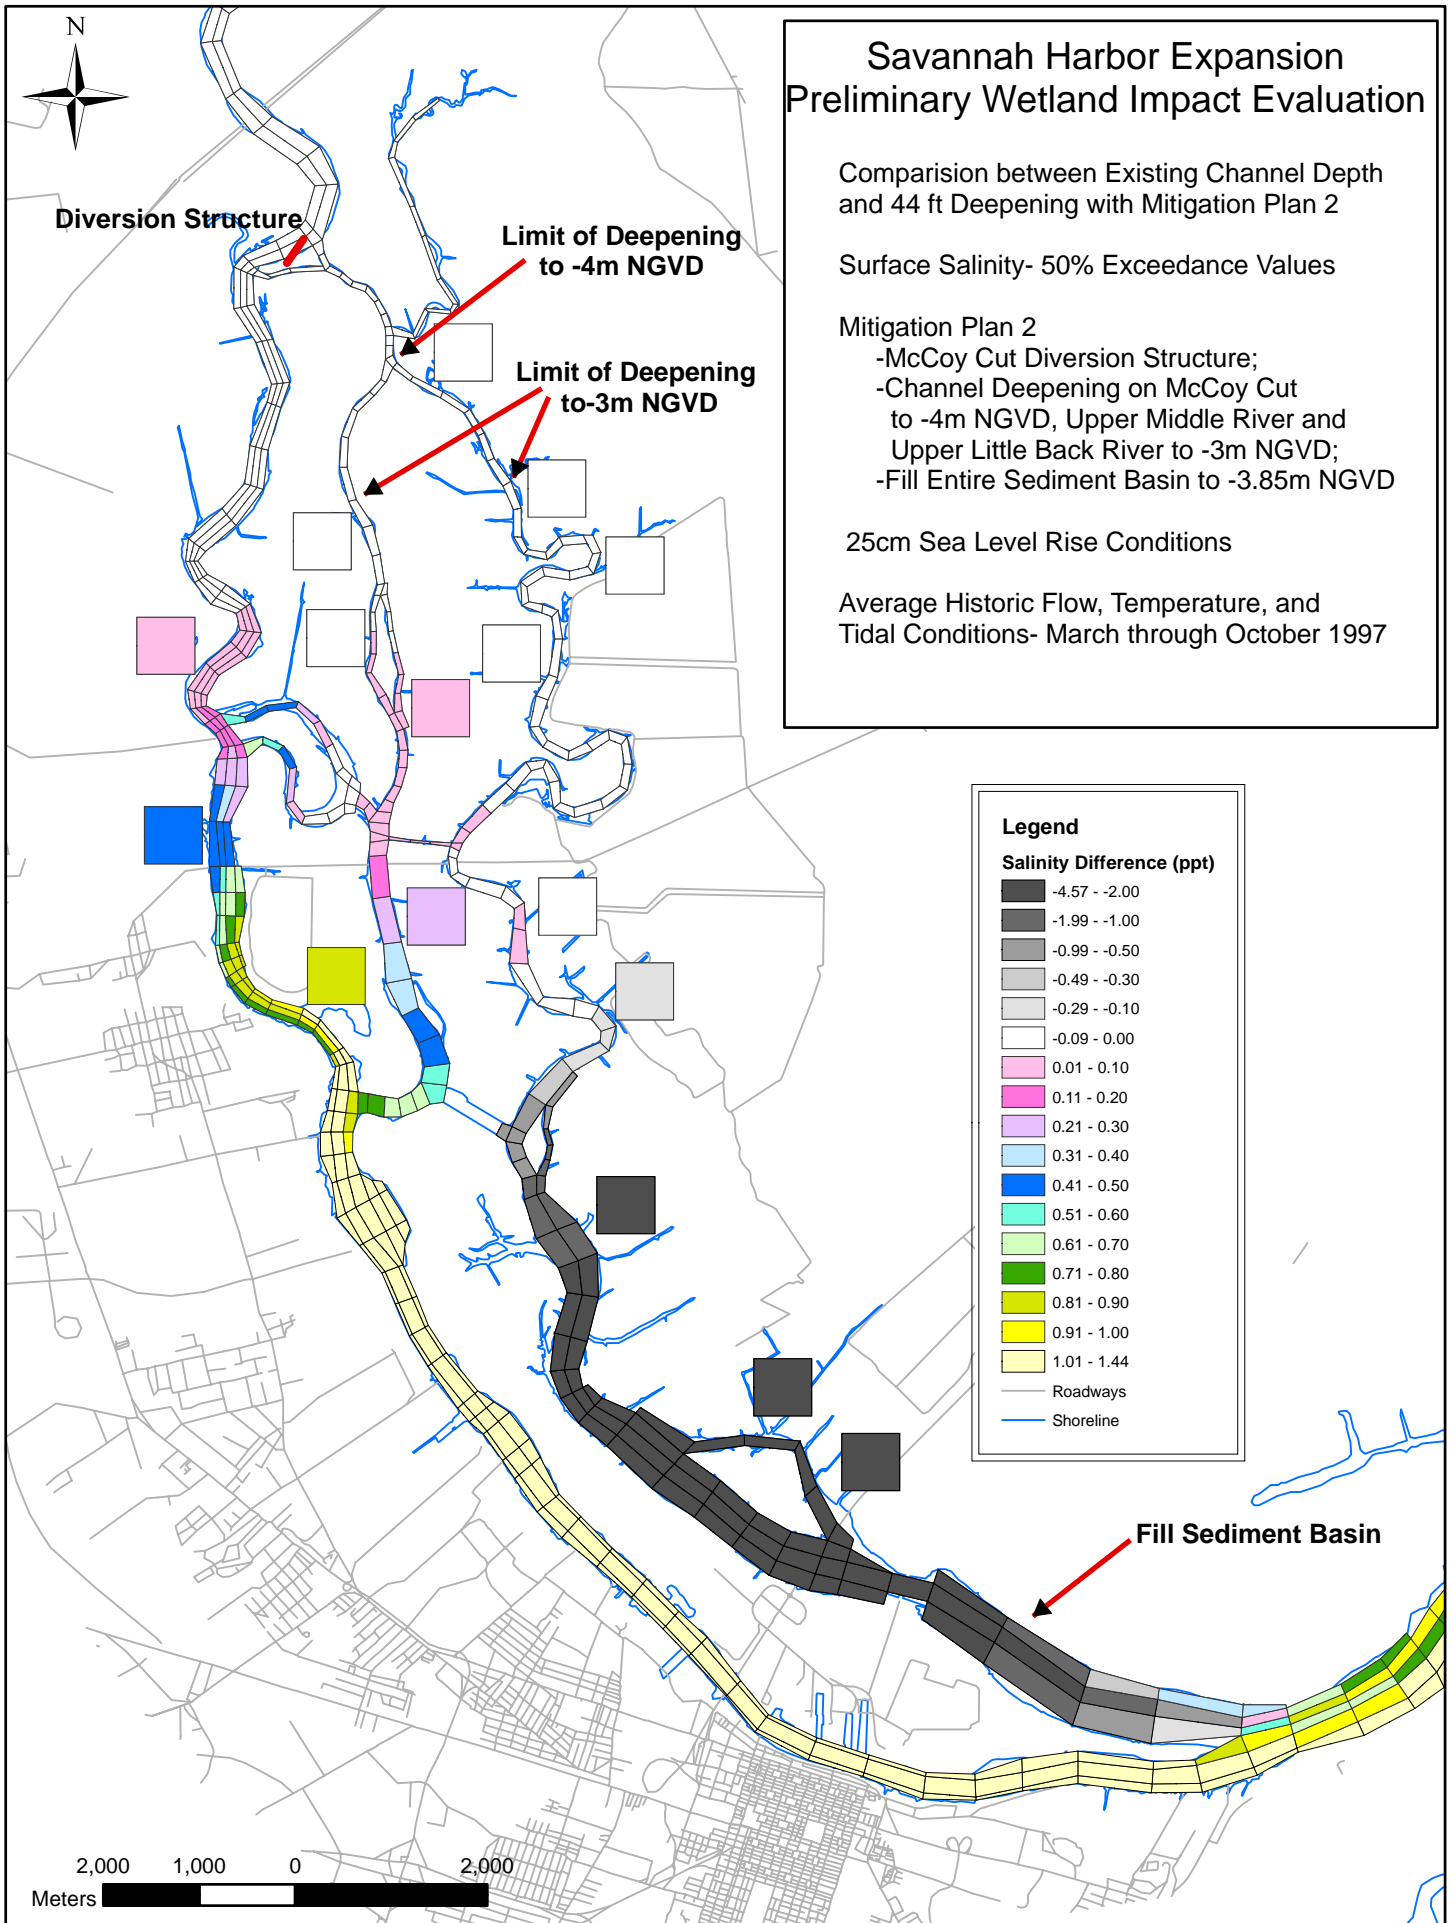 N
Savannah Harbor Expansion
Preliminary Wetland Impact Evaluation
Comparision between Existing Channel Depth
and 44 ft Deepening with Mitigation Plan 2
Surface Salinity- 50% Exceedance Values
Mitigation Plan 2
-McCoy Cut Diversion Structure;
-Channel Deepening on McCoy Cut
to -4m NGVD, Upper Middle River and
Upper Little Back River to -3m NGVD;
-Fill Entire Sediment Basin to -3.85m NGVD
25cm Sea Level Rise Conditions
Average Historic Flow, Temperature, and
Tidal Conditions- March through October 1997
Diversion Structure
Limit of Deepening
to -4m NGVD
Limit of Deepening
to-3m NGVD
Legend
Salinity Difference (ppt)
-4.57 - -2.00
-1.99 - -1.00
-0.99 - -0.50
-0.49 - -0.30
-0.29 - -0.10
-0.09 - 0.00
0.01 - 0.10
0.11 - 0.20
0.21 - 0.30
0.31 - 0.40
0.41 - 0.50
0.51 - 0.60
0.61 - 0.70
0.71 - 0.80
0.81 - 0.90
0.91 - 1.00
1.01 - 1.44
Roadways
Shoreline
Fill Sediment Basin
2,000 1,000 0 2,000
Meters